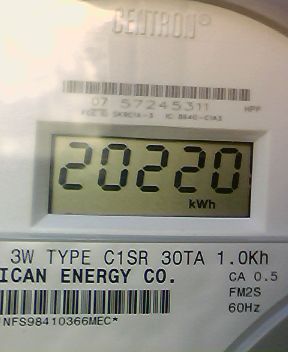 CENTRON®
07 57245311 HPF
20220
kWh
3W TYPE C1SR 30TA 1.0Kh
ICAN ENERGY CO. CA 0.5
FM2S
60Hz
NFS98410366MEC*